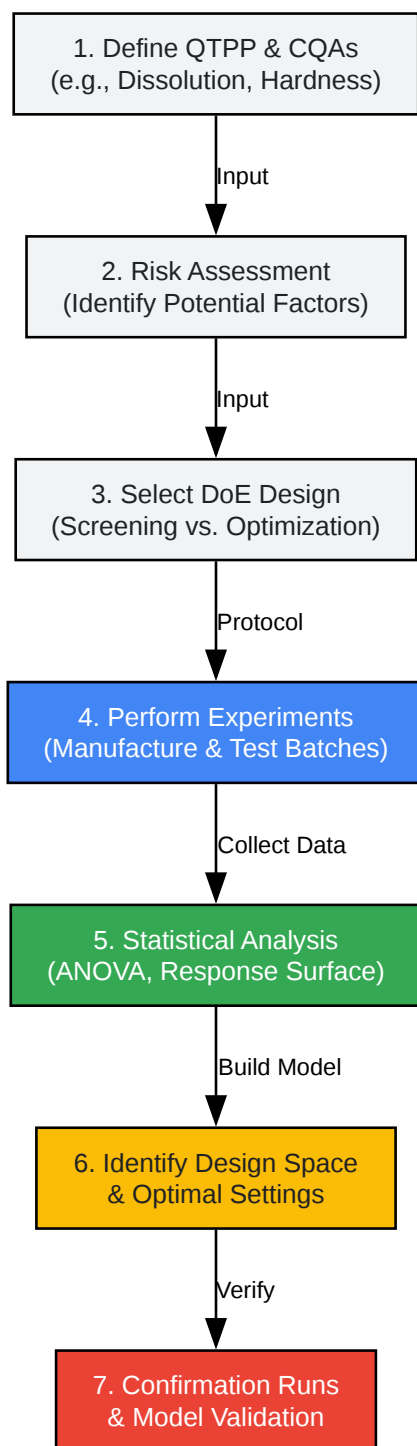 1. Define QTPP & CQAs
(e.g., Dissolution, Hardness)
Input
2. Risk Assessment
(Identify Potential Factors)
Input
3. Select DoE Design
(Screening vs. Optimization)
Protocol
4. Perform Experiments
(Manufacture & Test Batches)
Collect Data
5. Statistical Analysis
(ANOVA, Response Surface)
Build Model
6. Identify Design Space
& Optimal Settings
Verify
7. Confirmation Runs
& Model Validation